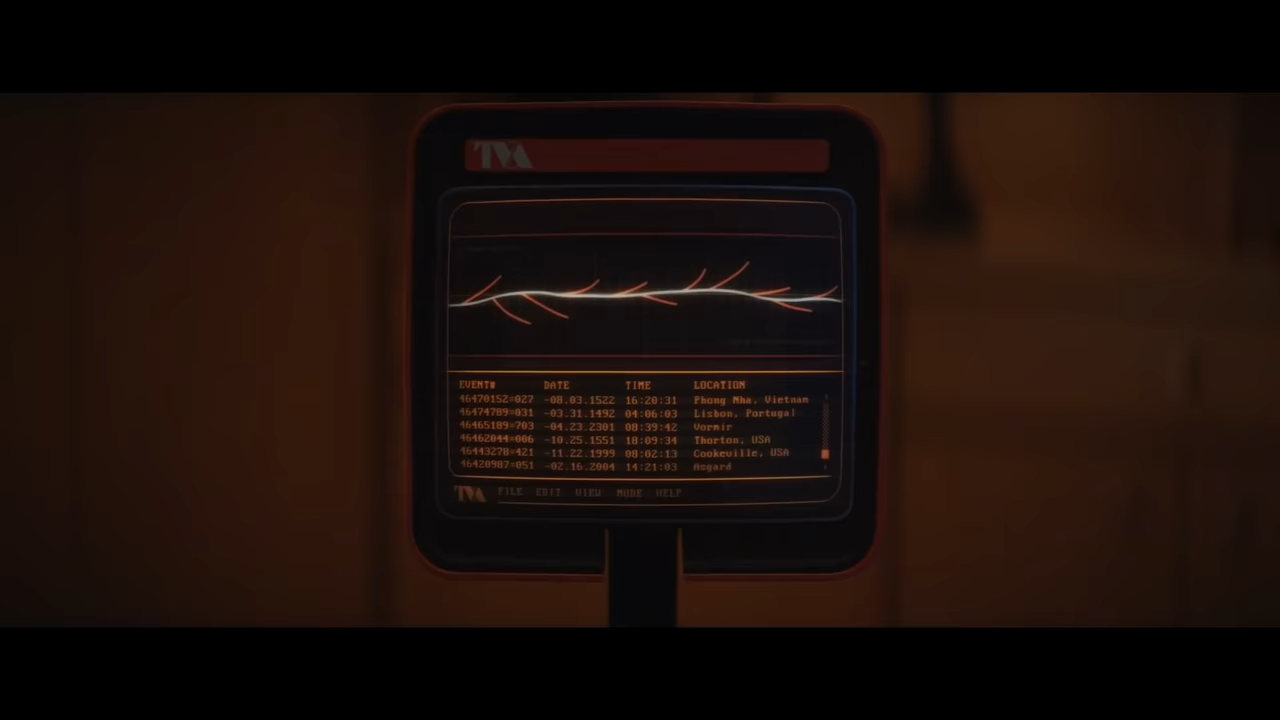 TVA
EVENT# DATE TIME LOCATION
46470152=027 -08.03.1522 16:20:31 Phong Nha, Vietnam
46474789=031 -03.31.1492 04:06:03 Lisbon, Portugal
46465189=703 -04.23.2301 08:39:42 Vormir
46462044=006 -10.25.1551 18:09:34 Thorton, USA
46443278=421 -11.22.1999 08:02:13 Cookeville, USA
46420987=051 -02.16.2004 14:21:03 Asgard
TVA FILE EDIT VIEW MODE HELP